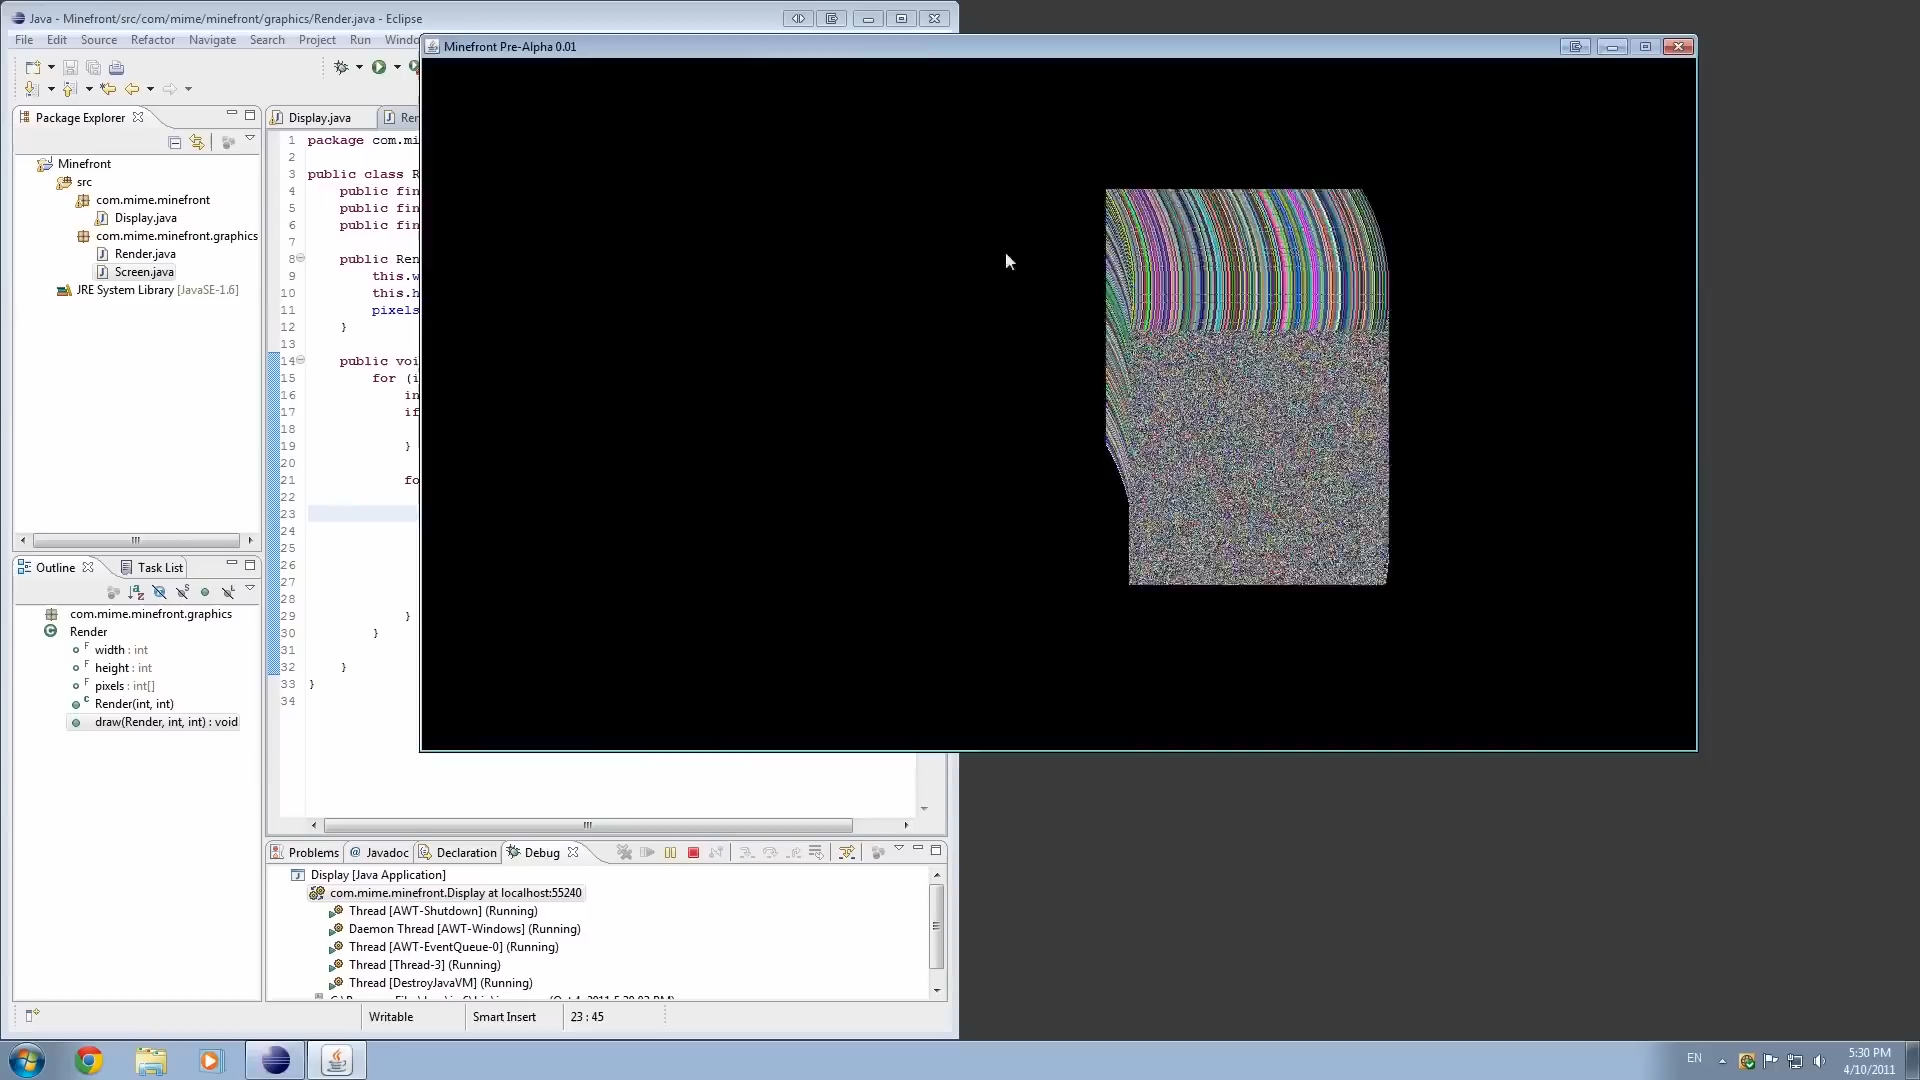 Java - Minefront/src/com/mime/minefront/graphics/Render.java - Eclipse
File Edit Source Refactor Navigate Search Project Run Windo
Minefront Pre-Alpha 0.01
Package Explorer
Minefront
src
com.mime.minefront
Display.java
com.mime.minefront.graphics
Render.java
Screen.java
JRE System Library [JavaSE-1.6]
Outline
Task List
com.mime.minefront.graphics
Render
width : int
height : int
pixels : int[]
Render(int, int)
draw(Render, int, int) : void
Display.java
Ren
1 package com.mi
2
3 public class R
4 public fin
5 public fin
6 public fin
7
8 public Ren
9 this.w
10 this.h
11 pixels
12 }
13
14 public voi
15 for (i
16 in
17 if
18
19 }
20
21 fo
22
23
24
25
26
27
28
29 }
30 }
31
32 }
33 }
34
Problems @ Javadoc Declaration Debug
Display [Java Application]
com.mime.minefront.Display at localhost:55240
Thread [AWT-Shutdown] (Running)
Daemon Thread [AWT-Windows] (Running)
Thread [AWT-EventQueue-0] (Running)
Thread [Thread-3] (Running)
Thread [DestroyJavaVM] (Running)
Writable
Smart Insert
23 : 45
EN
5:30 PM
4/10/2011